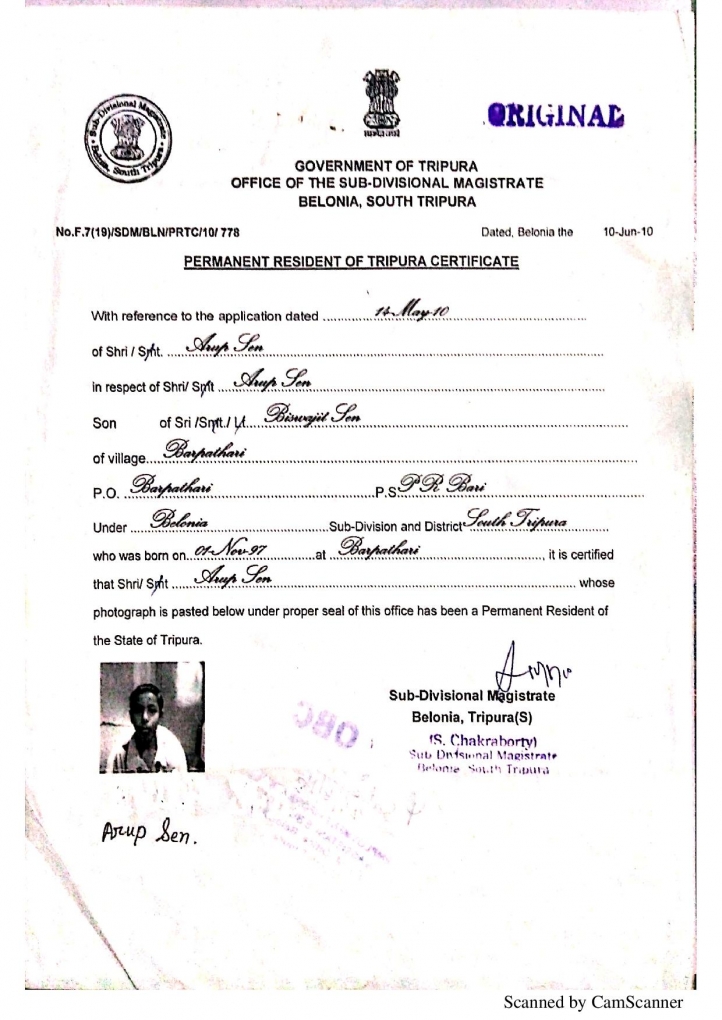 Sub-Divisional Magistrate
Belonia, South Tripura
ORIGINAL
GOVERNMENT OF TRIPURA
OFFICE OF THE SUB-DIVISIONAL MAGISTRATE
BELONIA, SOUTH TRIPURA
No.F.7(19)/SDM/BLN/PRTC/10/ 778 Dated, Belonia the 10-Jun-10
PERMANENT RESIDENT OF TRIPURA CERTIFICATE
With reference to the application dated 14-May-10
of Shri / Smt. Arup Sen
in respect of Shri/ Smt Arup Sen
Son of Sri /Smt./ Lt. Biswajit Sen
of village Barpathari
P.O. Barpathari P.S P R Bari
Under Belonia Sub-Division and District South Tripura
who was born on 01-Nov-97 at Barpathari, it is certified
that Shri/ Smt Arup Sen whose
photograph is pasted below under proper seal of this office has been a Permanent Resident of
the State of Tripura.
Sub-Divisional Magistrate
Belonia, Tripura(S)
(S. Chakraborty)
Sub Divisional Magistrate
Belonia South Tripura
OBC
Arup Sen.
Scanned by CamScanner